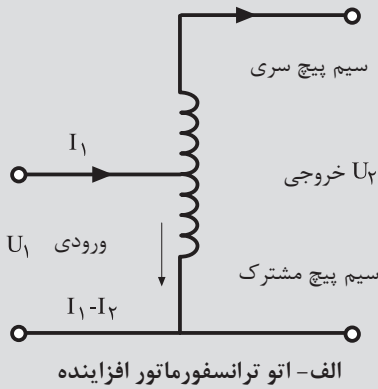 سیم پیچ سری
I۱
U۲ خروجی
U۱ ورودی
سیم پیچ مشترک
I۱-I۲
الف- اتو ترانسفورماتور افزاینده